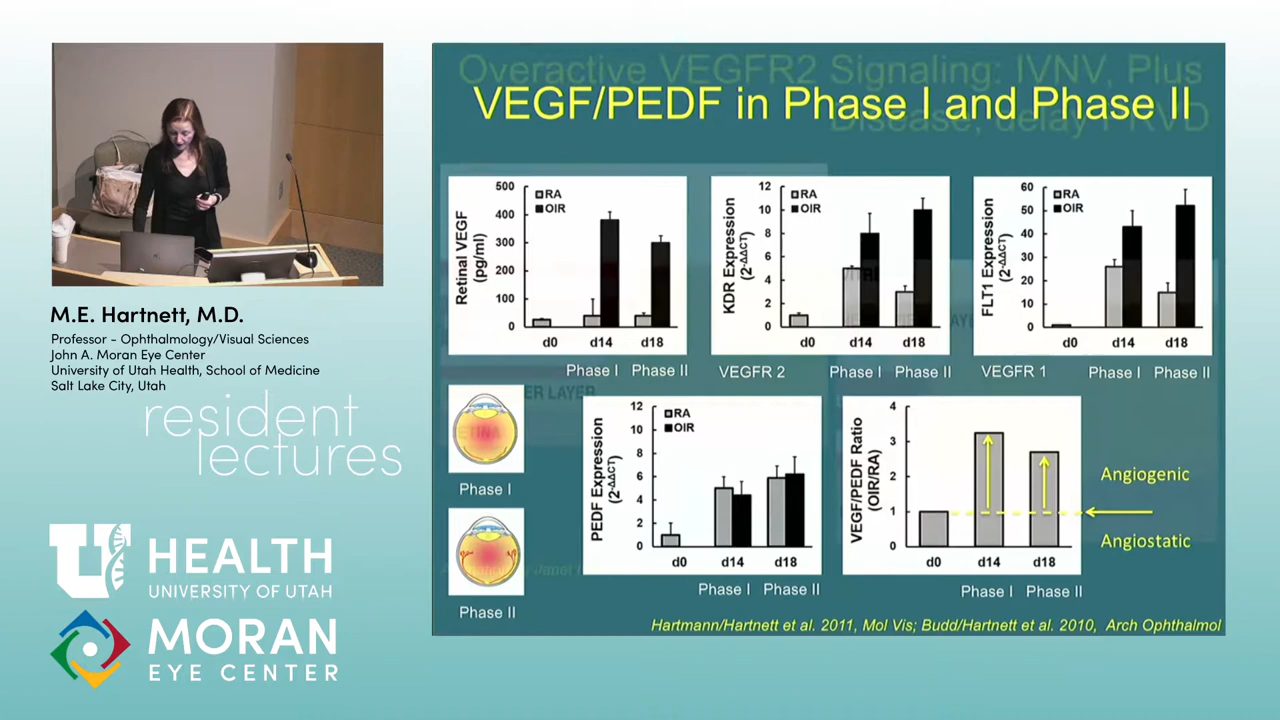 M.E. Hartnett, M.D.
Professor - Ophthalmology/Visual Sciences
John A. Moran Eye Center
University of Utah Health, School of Medicine
Salt Lake City, Utah
resident
lectures
U HEALTH
UNIVERSITY OF UTAH
MORAN
EYE CENTER
Overactive VEGFR2 Signaling: IVNV, Plus
Disease, delay PRVD
VEGF/PEDF in Phase I and Phase II
Retinal VEGF
(pg/ml)
500
400
300
200
100
0
RA
OIR
d0 d14 d18
Phase I Phase II
KDR Expression
(2-ΔΔCT)
12
10
8
6
4
2
0
RA
OIR
d0 d14 d18
VEGFR 2 Phase I Phase II
FLT1 Expression
(2-ΔΔCT)
60
50
40
30
20
10
0
RA
OIR
d0 d14 d18
VEGFR 1 Phase I Phase II
LAYER
Phase I
Phase II
PEDF Expression
(2-ΔΔCT)
12
10
8
6
4
2
0
RA
OIR
d0 d14 d18
Phase I Phase II
VEGF/PEDF Ratio
(OIR/RA)
4
3
2
1
0
d0 d14 d18
Phase I Phase II
Angiogenic
Angiostatic
Hartmann/Hartnett et al. 2011, Mol Vis; Budd/Hartnett et al. 2010, Arch Ophthalmol